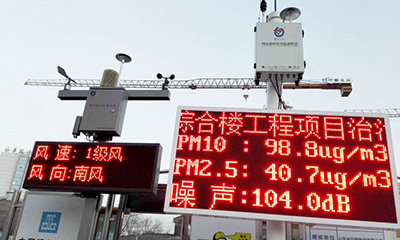 风 速: 1级风
风 向:南风
综合楼工程项目治
PM10 : 98.8ug/m3
PM2.5: 40.7ug/m3
噪 声:104.0dB